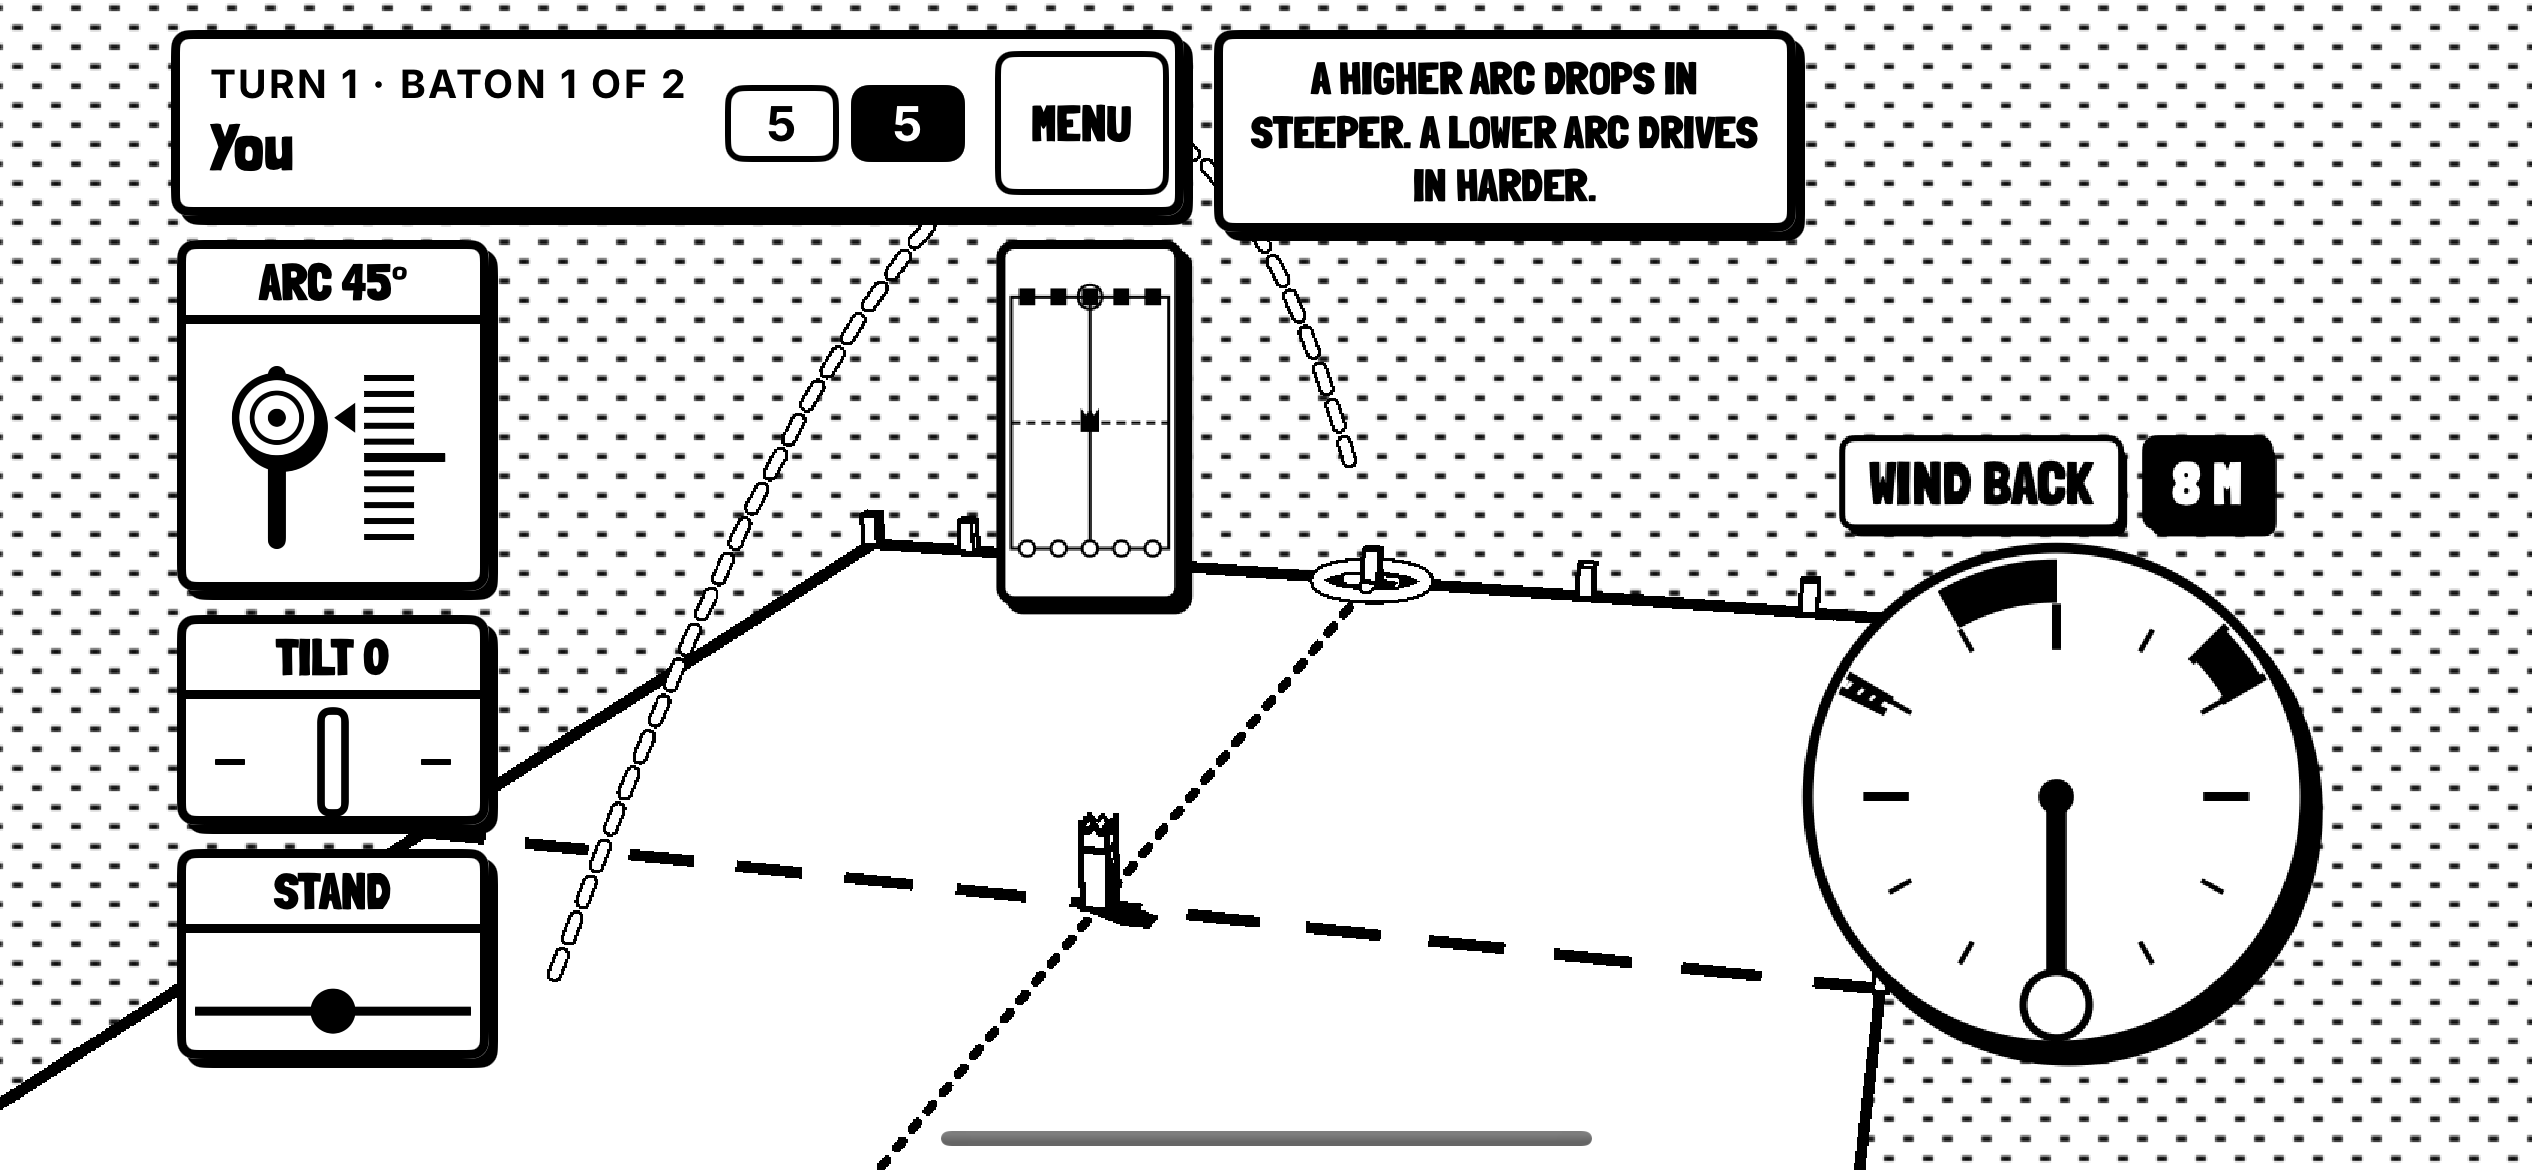 TURN 1 · BATON 1 OF 2
You
5
5
MENU
A HIGHER ARC DROPS IN
STEEPER. A LOWER ARC DRIVES
IN HARDER.
ARC 45°
TILT 0
STAND
WIND BACK
8 M